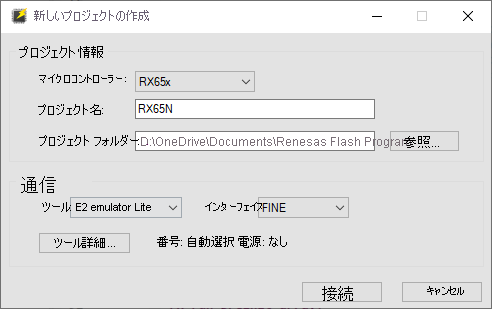 新しいプロジェクトの作成
プロジェクト情報
マイクロコントローラー:
RX65x
プロジェクト名:
RX65N
プロジェクト フォルダー:
D:\OneDrive\Documents\Renesas Flash Program
参照...
通信
ツール:
E2 emulator Lite
インターフェイス:
FINE
ツール詳細...
番号: 自動選択 電源: なし
接続
キャンセル